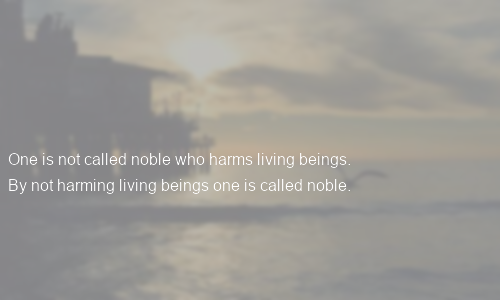 One is not called noble who harms living beings.
By not harming living beings one is called noble.